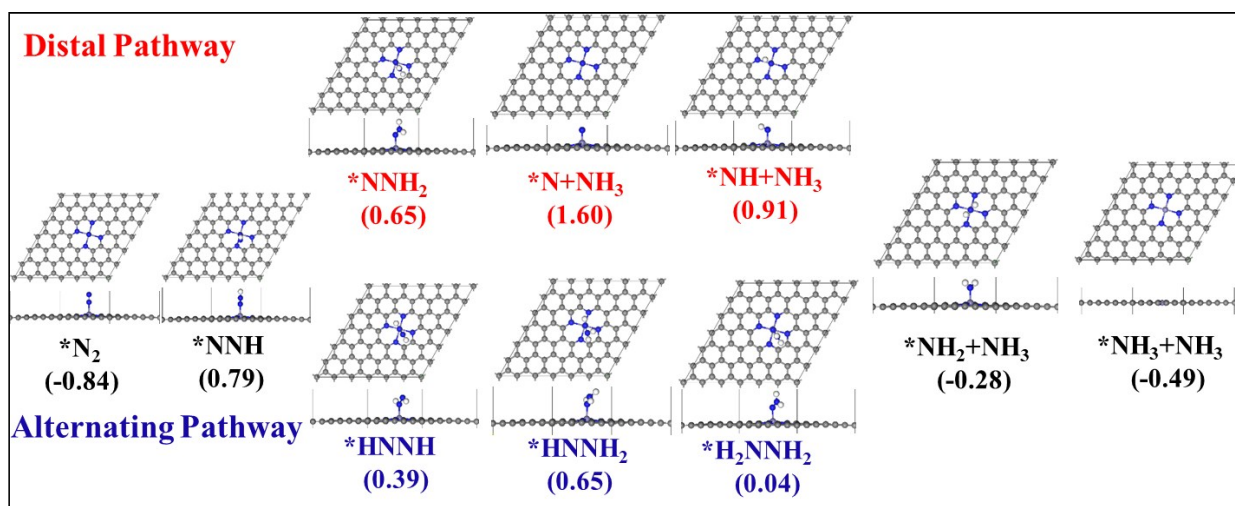 Distal Pathway
*NNH₂
(0.65)
*N+NH₃
(1.60)
*NH+NH₃
(0.91)
*N₂
(-0.84)
*NNH
(0.79)
*NH₂+NH₃
(-0.28)
*NH₃+NH₃
(-0.49)
Alternating Pathway
*HNNH
(0.39)
*HNNH₂
(0.65)
*H₂NNH₂
(0.04)